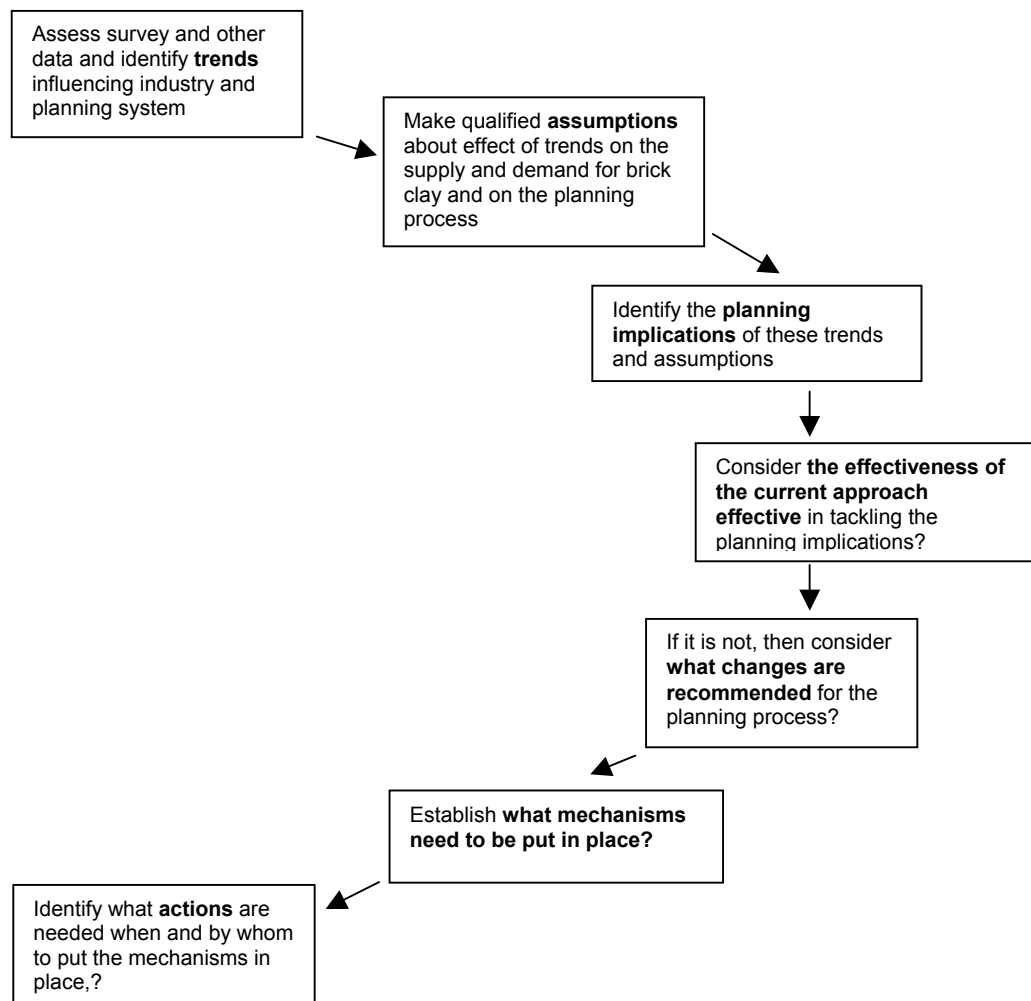 Assess survey and other
data and identify trends
influencing industry and
planning system
Make qualified assumptions
about effect of trends on the
supply and demand for brick
clay and on the planning
process
Identify the planning
implications of these trends
and assumptions
Consider the effectiveness of
the current approach
effective in tackling the
planning implications?
If it is not, then consider
what changes are
recommended for the
planning process?
Establish what mechanisms
need to be put in place?
Identify what actions are
needed when and by whom
to put the mechanisms in
place,?